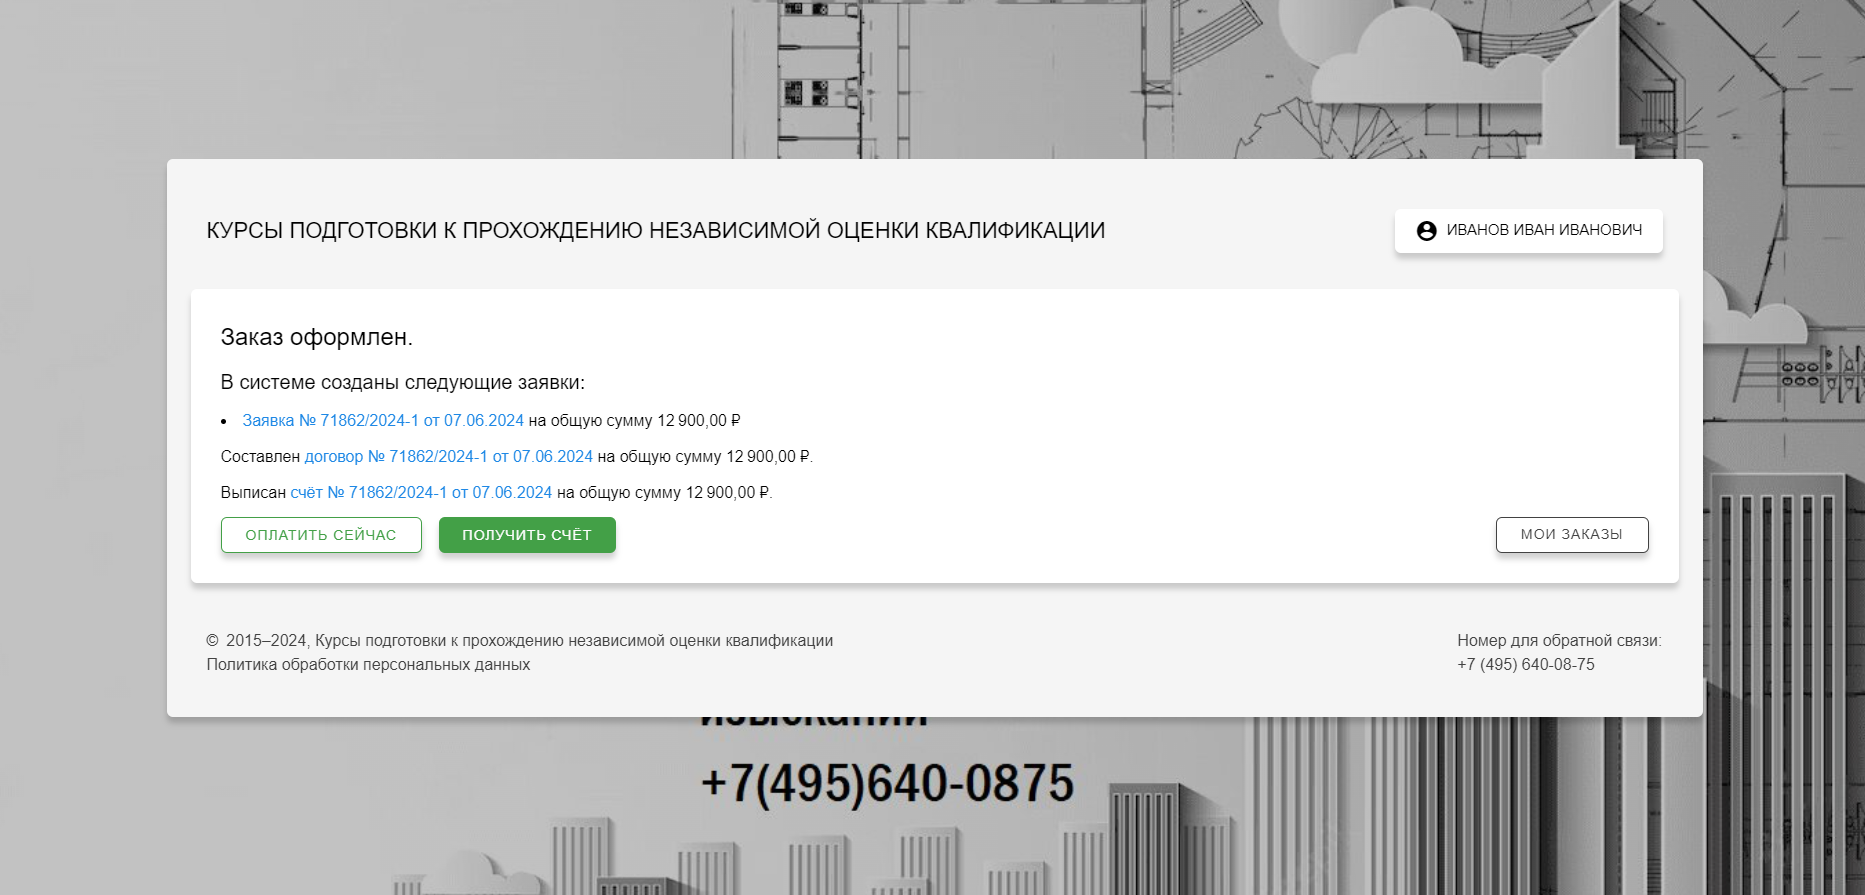 КУРСЫ ПОДГОТОВКИ К ПРОХОЖДЕНИЮ НЕЗАВИСИМОЙ ОЦЕНКИ КВАЛИФИКАЦИИ
ИВАНОВ ИВАН ИВАНОВИЧ
Заказ оформлен.
В системе созданы следующие заявки:
• Заявка № 71862/2024-1 от 07.06.2024 на общую сумму 12 900,00 ₽
Составлен договор № 71862/2024-1 от 07.06.2024 на общую сумму 12 900,00 ₽.
Выписан счёт № 71862/2024-1 от 07.06.2024 на общую сумму 12 900,00 ₽.
ОПЛАТИТЬ СЕЙЧАС
ПОЛУЧИТЬ СЧЁТ
МОИ ЗАКАЗЫ
© 2015–2024, Курсы подготовки к прохождению независимой оценки квалификации
Политика обработки персональных данных
Номер для обратной связи:
+7 (495) 640-08-75
+7(495)640-0875